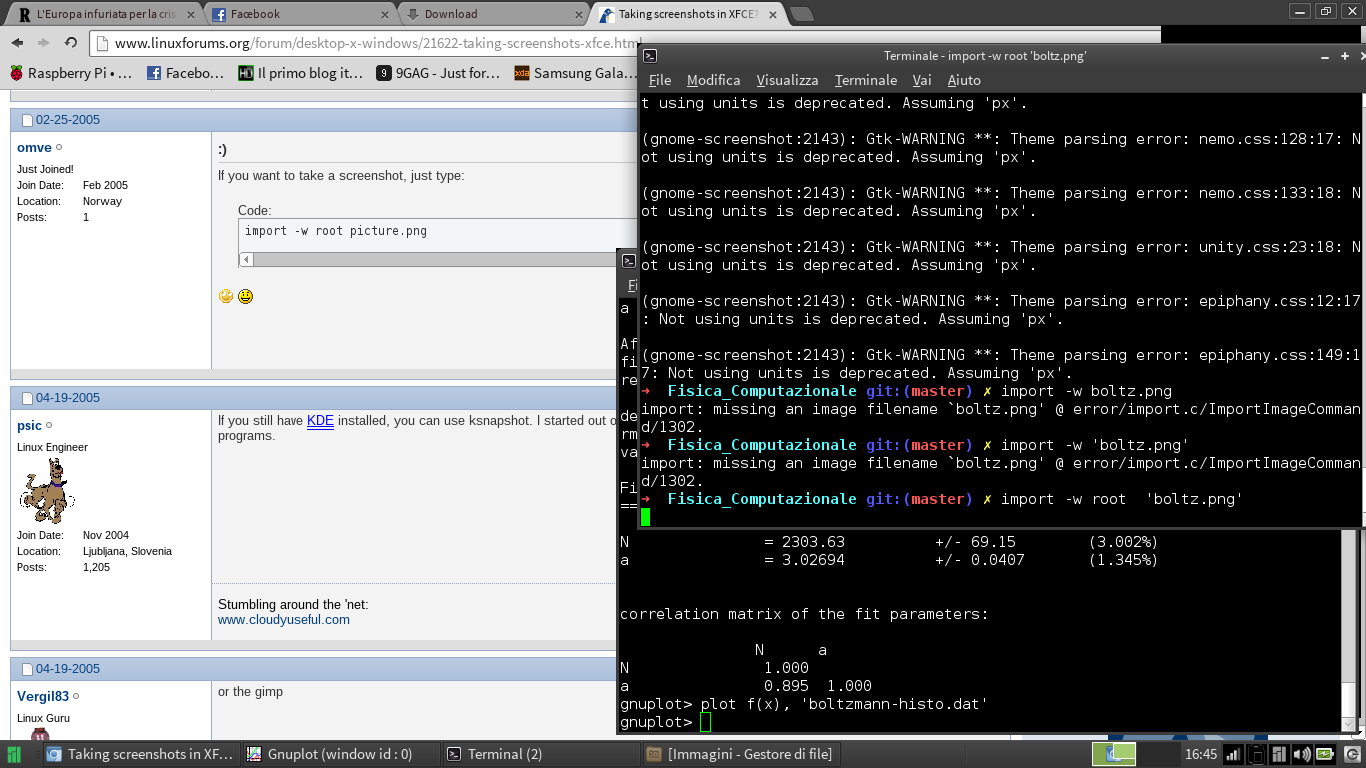 L'Europa infuriata per la cris
Facebook
Download
Taking screenshots in XFCE?
www.linuxforums.org/forum/desktop-x-windows/21622-taking-screenshots-xfce.html
Raspberry Pi • …
Facebo…
Il primo blog it…
9GAG - Just for…
Samsung Gala…
02-25-2005
omve
Just Joined!
Join Date: Feb 2005
Location: Norway
Posts: 1
:)
If you want to take a screenshot, just type:
Code:
import -w root picture.png
04-19-2005
psic
Linux Engineer
Join Date: Nov 2004
Location: Ljubljana, Slovenia
Posts: 1,205
If you still have KDE installed, you can use ksnapshot. I started out o
programs.
Stumbling around the 'net:
www.cloudyuseful.com
04-19-2005
Vergil83
Linux Guru
or the gimp
Terminale - import -w root 'boltz.png'
File Modifica Visualizza Terminale Vai Aiuto
t using units is deprecated. Assuming 'px'.
(gnome-screenshot:2143): Gtk-WARNING **: Theme parsing error: nemo.css:128:17: N
ot using units is deprecated. Assuming 'px'.
(gnome-screenshot:2143): Gtk-WARNING **: Theme parsing error: nemo.css:133:18: N
ot using units is deprecated. Assuming 'px'.
(gnome-screenshot:2143): Gtk-WARNING **: Theme parsing error: unity.css:23:18: N
ot using units is deprecated. Assuming 'px'.
(gnome-screenshot:2143): Gtk-WARNING **: Theme parsing error: epiphany.css:12:17
: Not using units is deprecated. Assuming 'px'.
(gnome-screenshot:2143): Gtk-WARNING **: Theme parsing error: epiphany.css:149:1
7: Not using units is deprecated. Assuming 'px'.
➜ Fisica_Computazionale git:(master) ✗ import -w boltz.png
import: missing an image filename `boltz.png' @ error/import.c/ImportImageComman
d/1302.
➜ Fisica_Computazionale git:(master) ✗ import -w 'boltz.png'
import: missing an image filename `boltz.png' @ error/import.c/ImportImageComman
d/1302.
➜ Fisica_Computazionale git:(master) ✗ import -w root  'boltz.png'
Fi
a
Af
fi
re
de
rm
va
Fi
==
N = 2303.63 +/- 69.15 (3.002%)
a = 3.02694 +/- 0.0407 (1.345%)
correlation matrix of the fit parameters:
N a
N 1.000
a 0.895 1.000
gnuplot> plot f(x), 'boltzmann-histo.dat'
gnuplot>
Taking screenshots in XF…
Gnuplot (window id : 0)
Terminal (2)
[Immagini - Gestore di file]
16:45